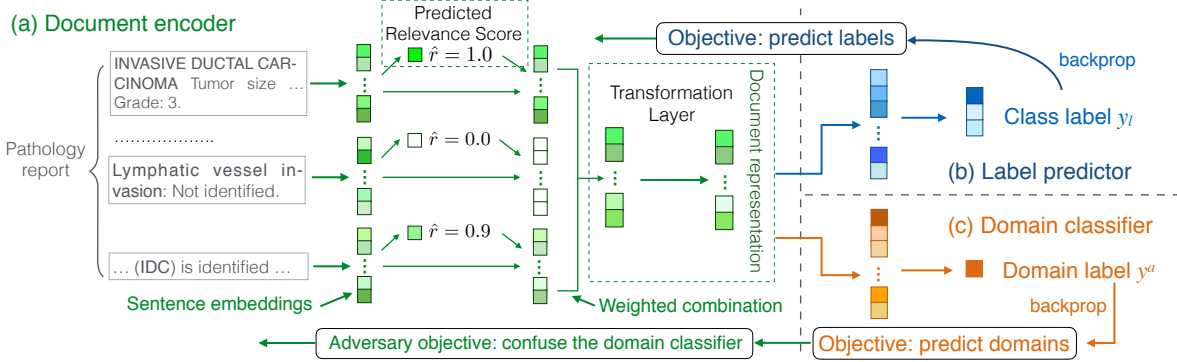 (a) Document encoder
Predicted
Relevance Score
r̂ = 1.0
Objective: predict labels
backprop
INVASIVE DUCTAL CAR-
CINOMA Tumor size ...
Grade: 3.
....................
Pathology
report
Lymphatic vessel in-
vasion: Not identified.
r̂ = 0.0
... (IDC) is identified ...
r̂ = 0.9
Sentence embeddings
Weighted combination
Transformation
Layer
Document representation
Class label yₗ
(b) Label predictor
(c) Domain classifier
Domain label yᵃ
backprop
Adversary objective: confuse the domain classifier
Objective: predict domains